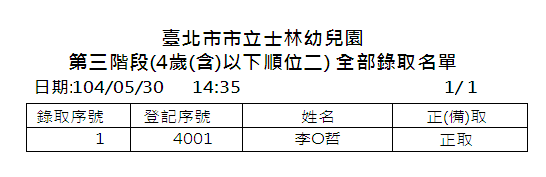 臺北市市立士林幼兒園
第三階段(4歲(含)以下順位二) 全部錄取名單
日期:104/05/30 14:35 1/ 1
錄取序號 登記序號 姓名 正(備)取
1 4001 李O哲 正取